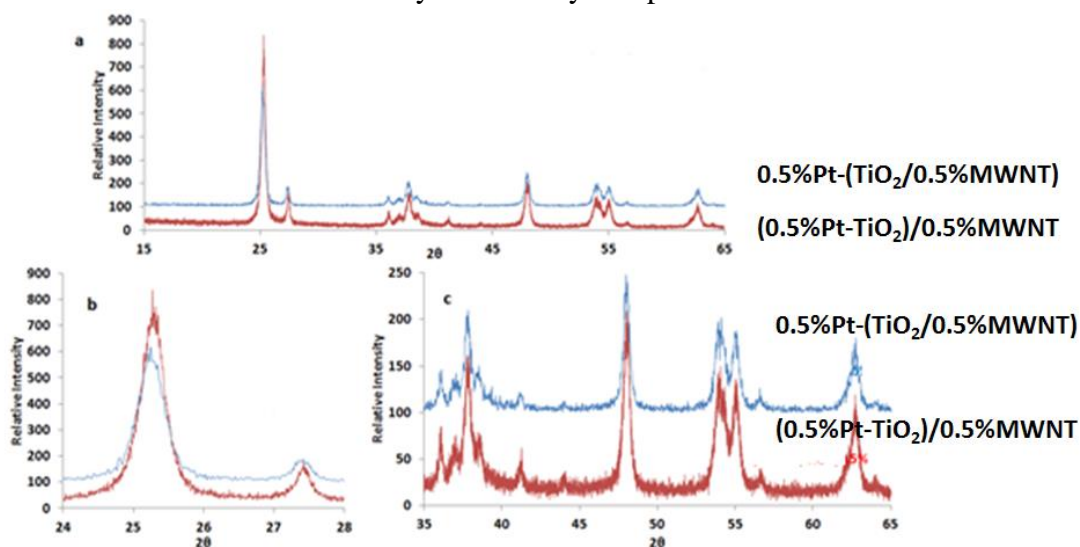 a
900
800
700
600
500
400
300
200
100
0
Relative Intensity
15 25 35 45 55 65
2θ
0.5%Pt-(TiO₂/0.5%MWNT)
(0.5%Pt-TiO₂)/0.5%MWNT
b
900
800
700
600
500
400
300
200
100
0
Relative Intensity
24 25 26 27 28
2θ
c
250
200
150
100
50
0
Relative Intensity
35 40 45 50 55 60 65
2θ
0.5%Pt-(TiO₂/0.5%MWNT)
(0.5%Pt-TiO₂)/0.5%MWNT